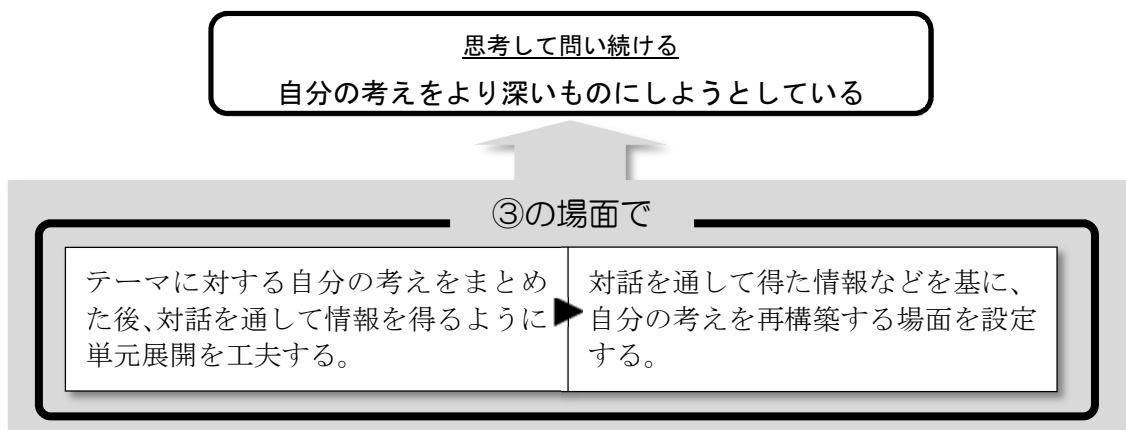 思考して問い続ける
自分の考えをより深いものにしようとしている
③の場面で
テーマに対する自分の考えをまとめ
た後、対話を通して情報を得るように
単元展開を工夫する。
対話を通して得た情報などを基に、
自分の考えを再構築する場面を設定
する。